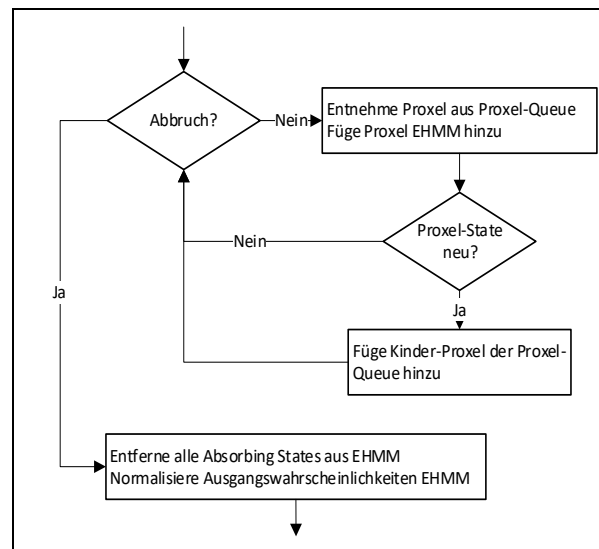 Abbruch?
Nein
Entnehme Proxel aus Proxel-Queue
Füge Proxel EHMM hinzu
Proxel-State
neu?
Nein
Ja
Ja
Füge Kinder-Proxel der Proxel-
Queue hinzu
Entferne alle Absorbing States aus EHMM
Normalisiere Ausgangswahrscheinlichkeiten EHMM